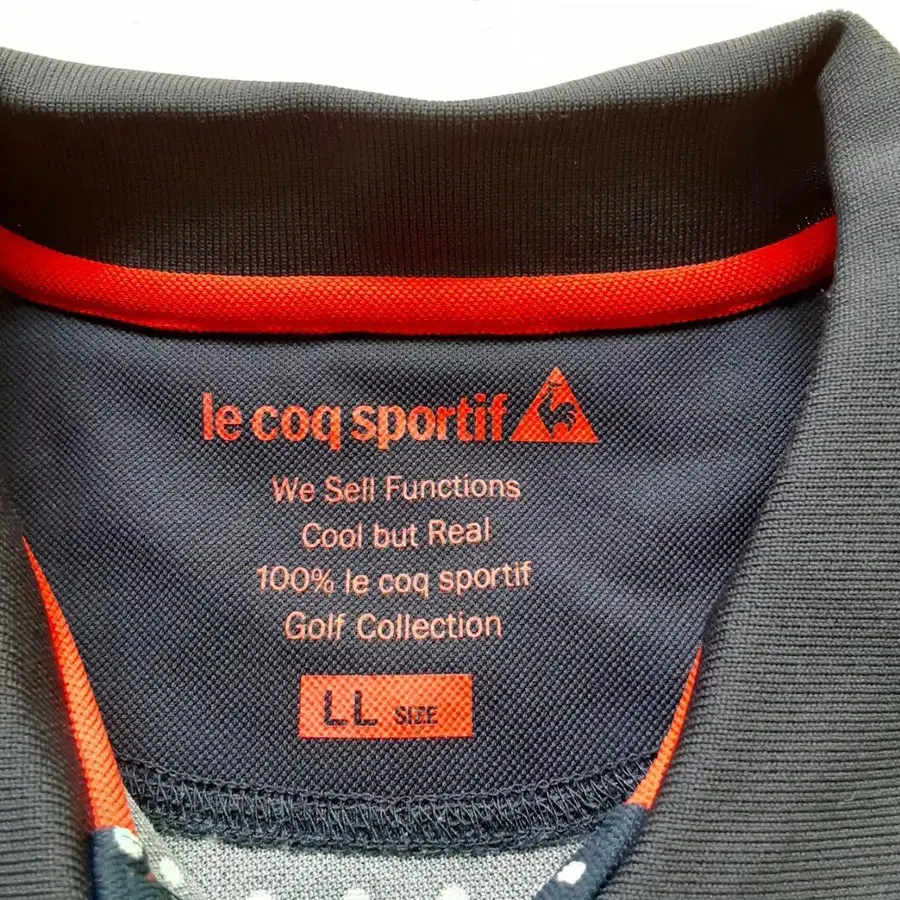 le coq sportif
We Sell Functions
Cool but Real
100% le coq sportif
Golf Collection
LL SIZE